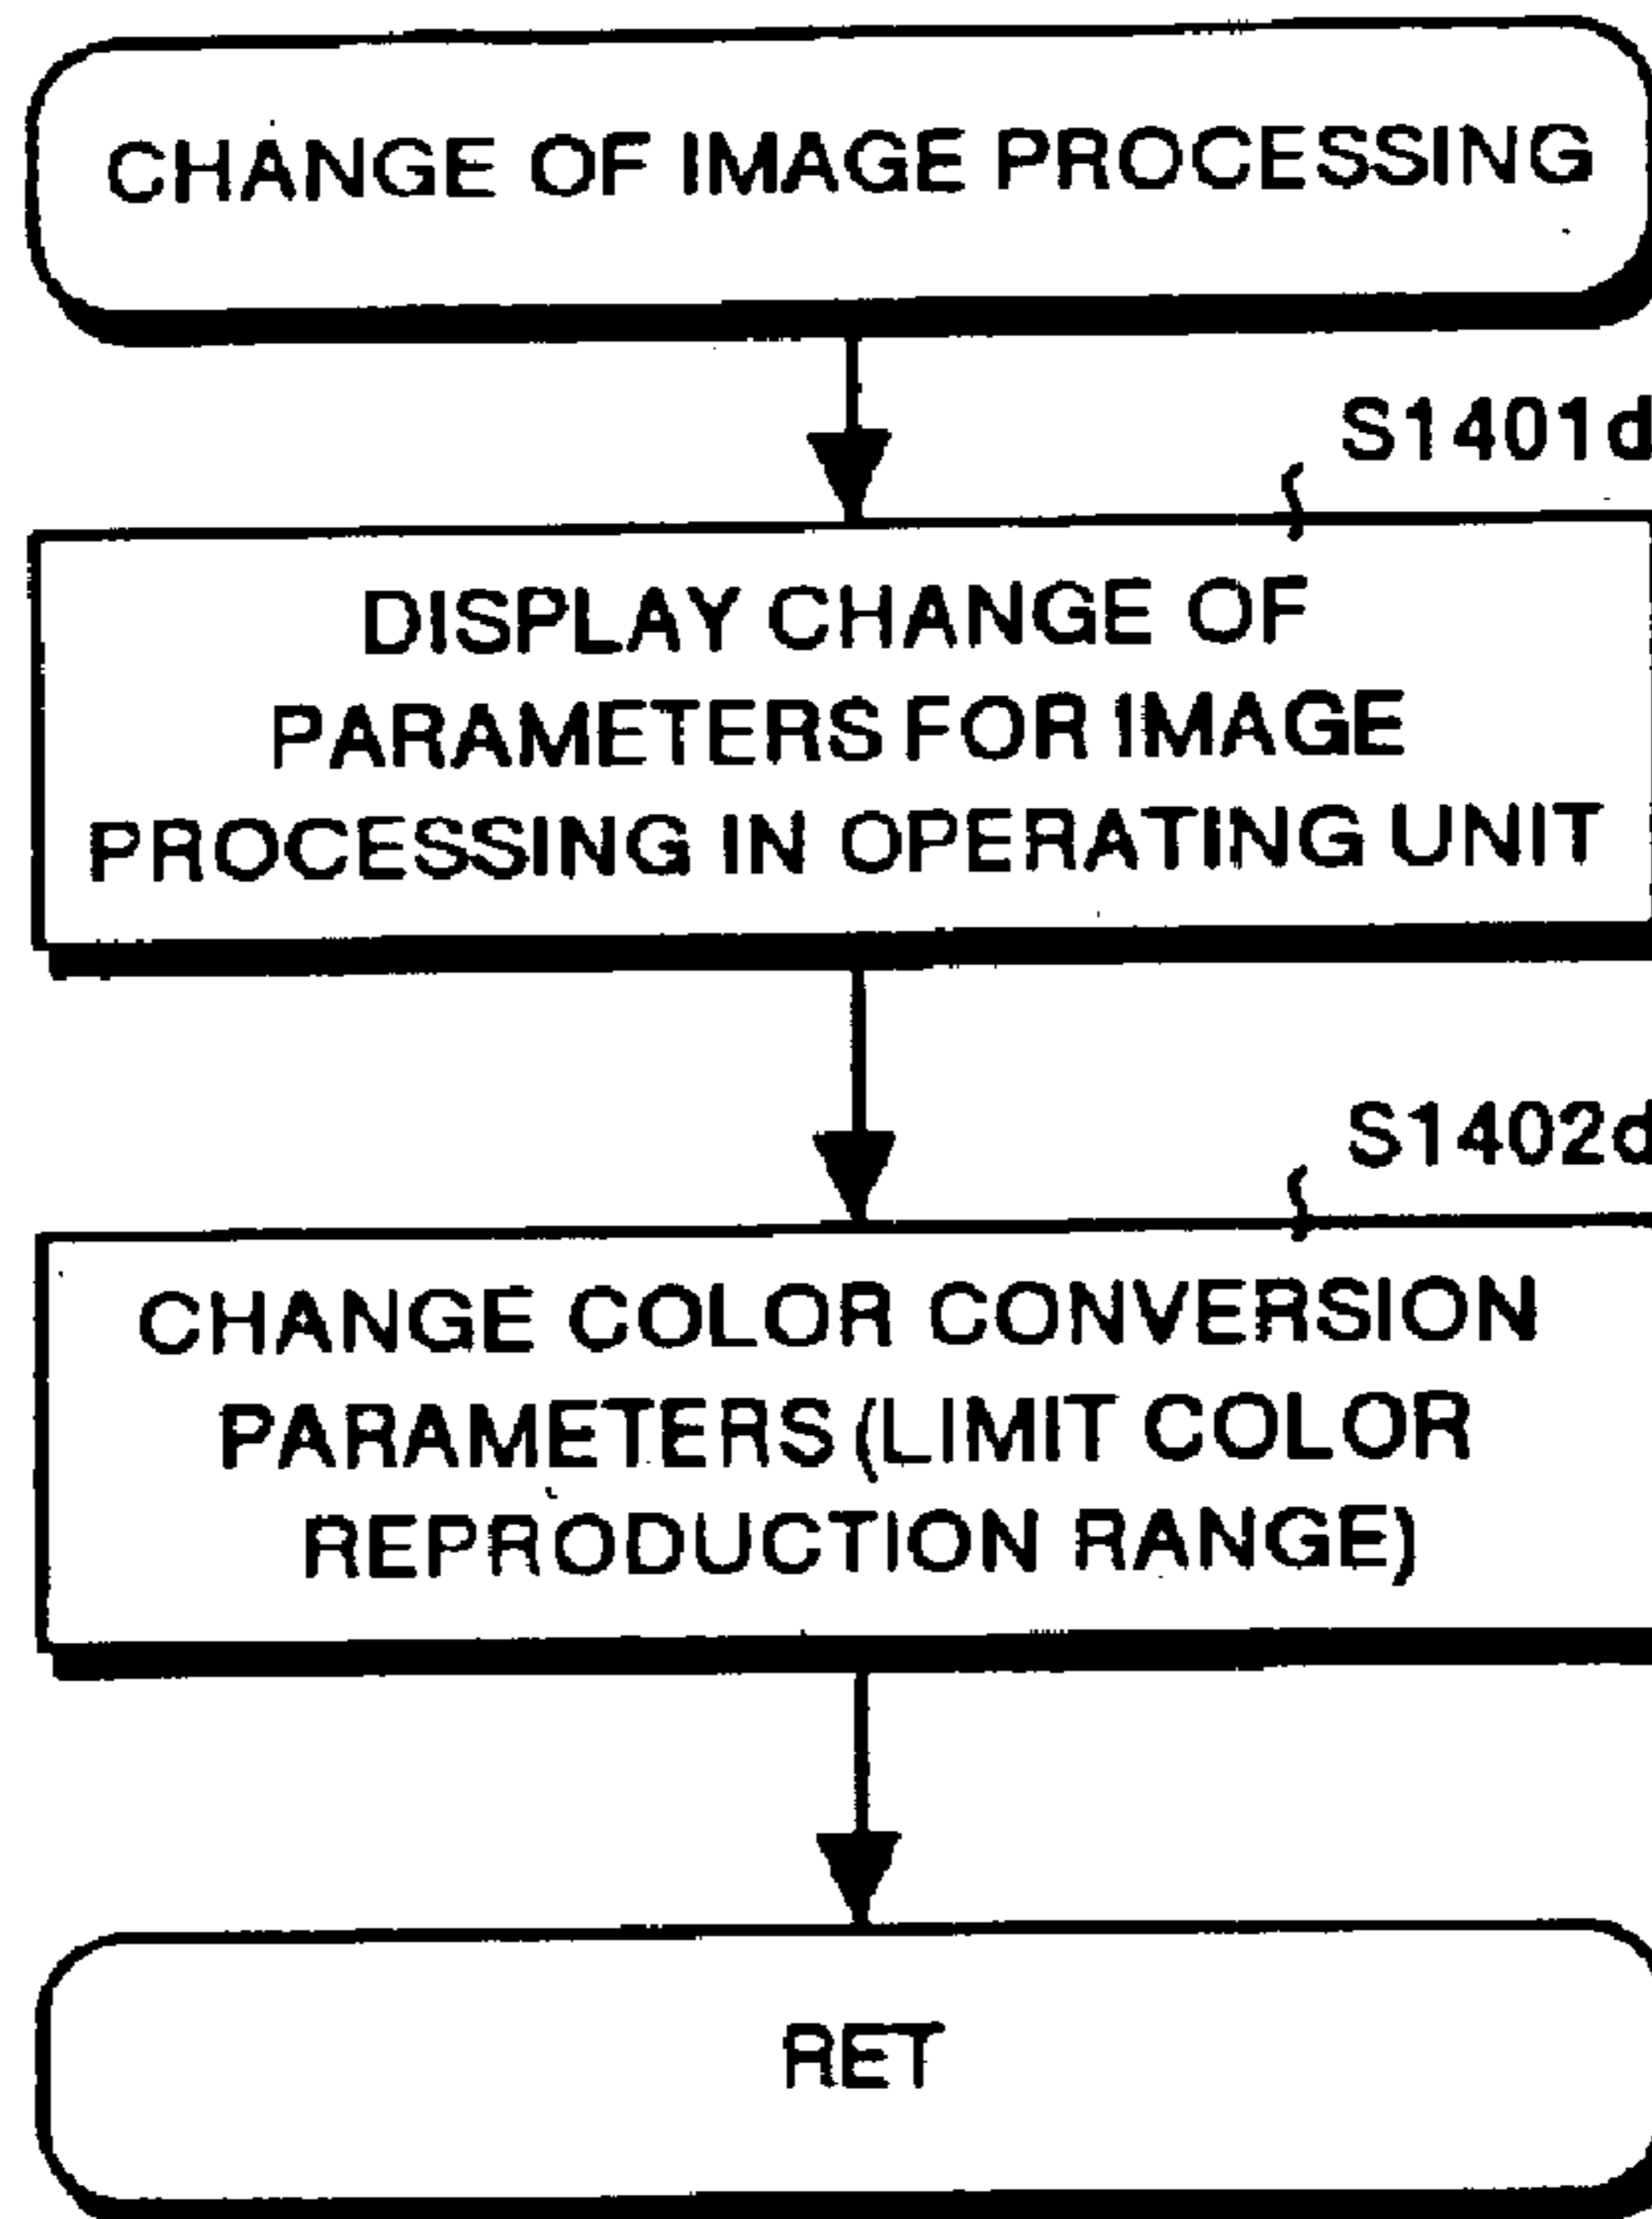 CHANGE OF IMAGE PROCESSING
S1401d
DISPLAY CHANGE OF
PARAMETERS FOR IMAGE
PROCESSING IN OPERATING UNIT
S1402d
CHANGE COLOR CONVERSION
PARAMETERS (LIMIT COLOR
REPRODUCTION RANGE)
RET